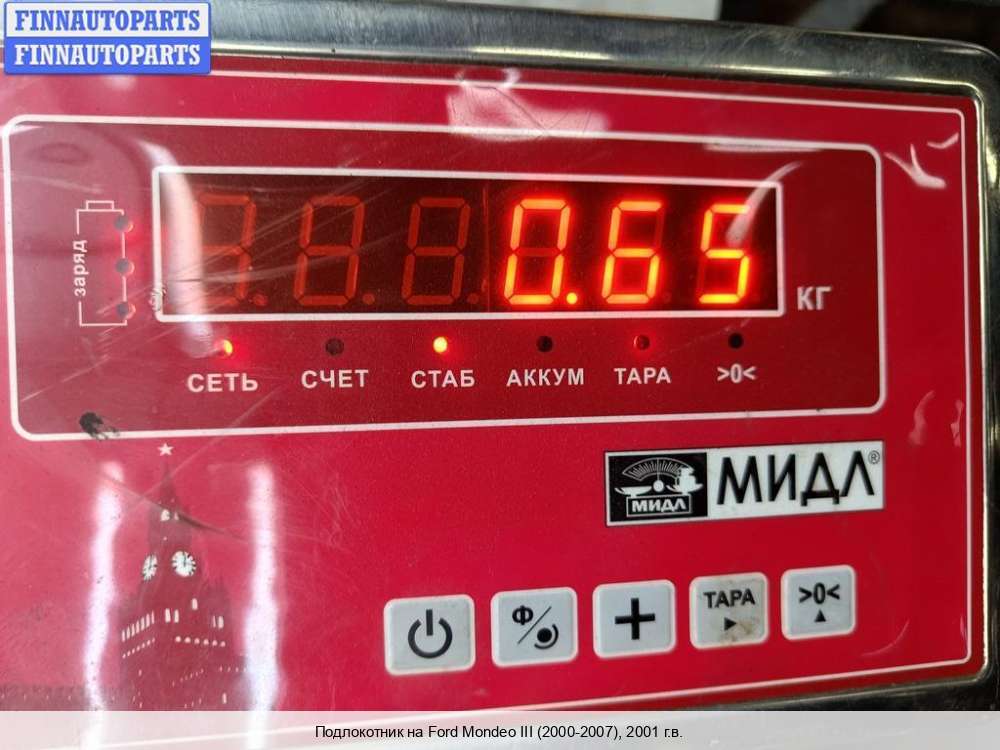 FINNAUTOPARTS
FINNAUTOPARTS
заряд
0.65
КГ
СЕТЬ СЧЕТ СТАБ АККУМ ТАРА >0<
МИДЛ МИДЛ®
Ф ТАРА >0<
Подлокотник на Ford Mondeo III (2000-2007), 2001 г.в.